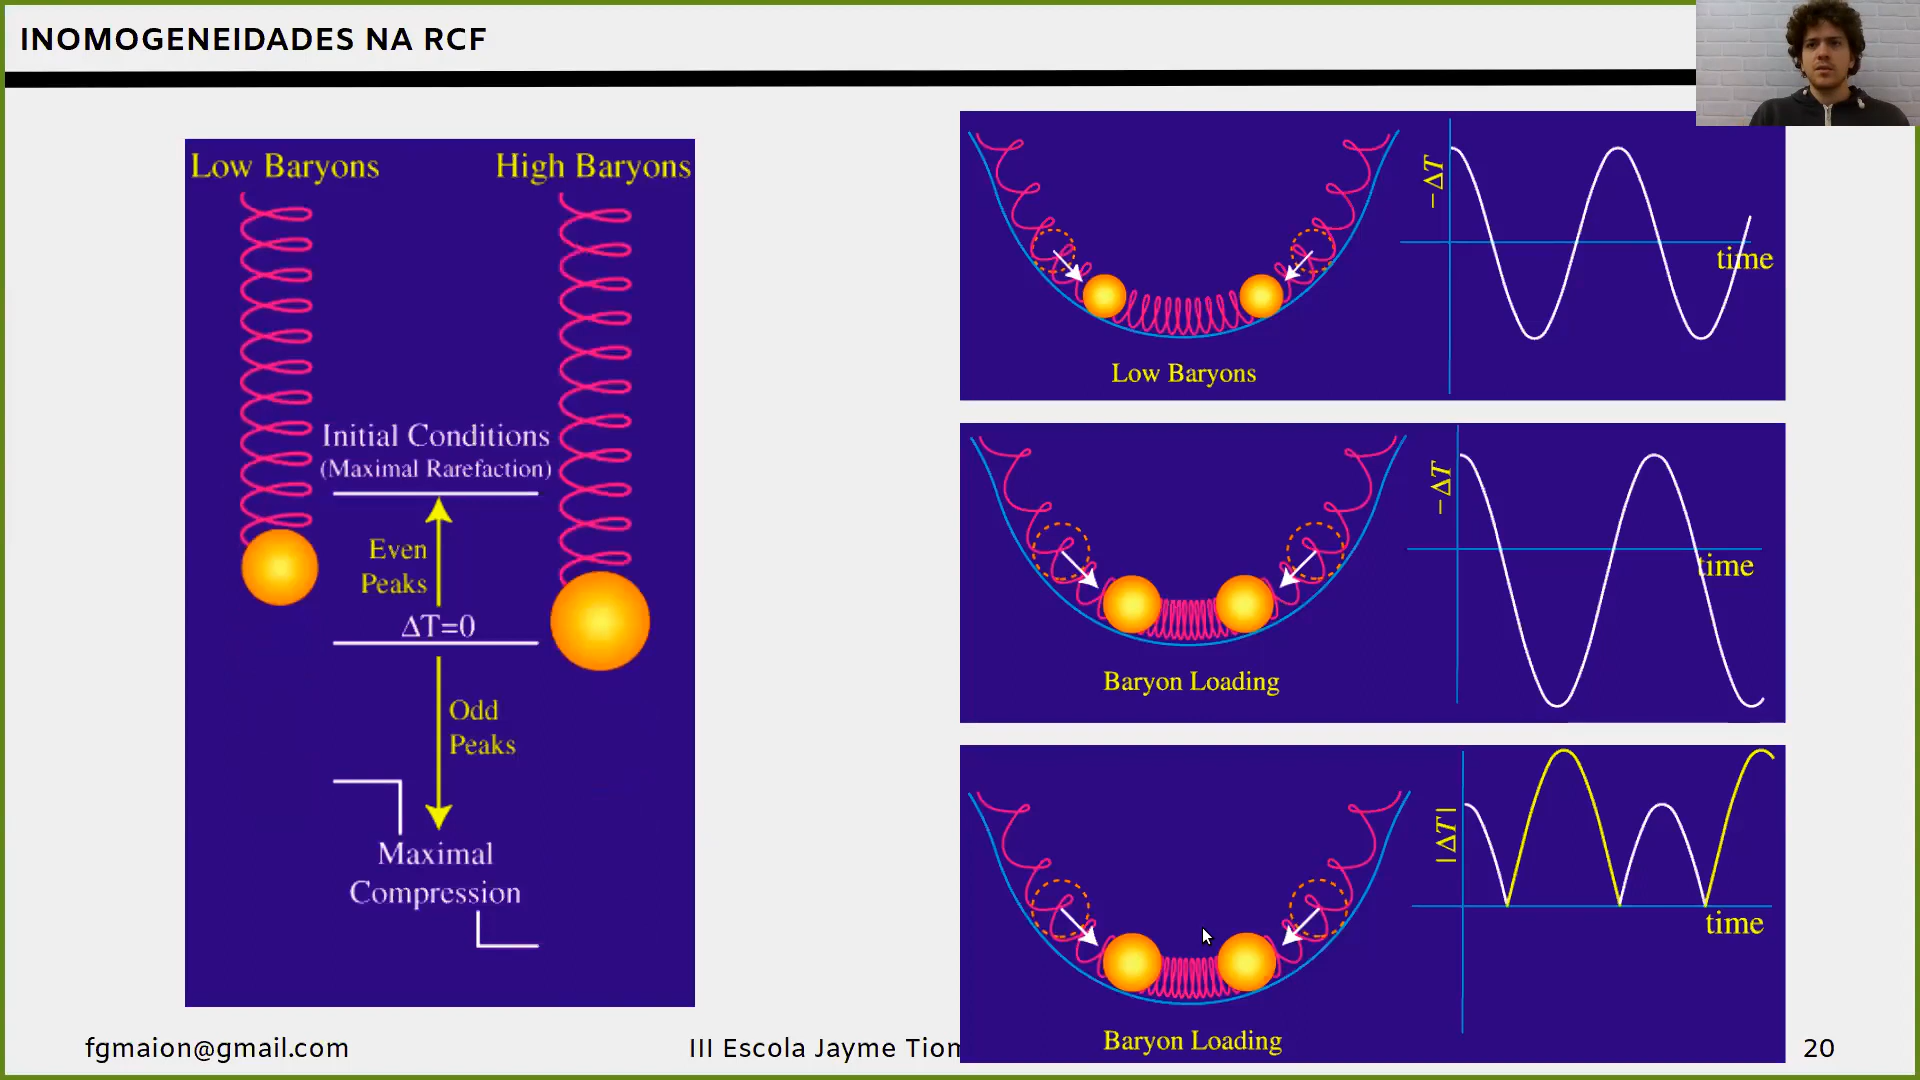 INOMOGENEIDADES NA RCF
Low Baryons
High Baryons
Initial Conditions
(Maximal Rarefaction)
Even
Peaks
ΔT=0
Odd
Peaks
Maximal
Compression
−ΔT
time
Low Baryons
−ΔT
time
Baryon Loading
|ΔT|
time
Baryon Loading
fgmaion@gmail.com
III Escola Jayme Tiom
20